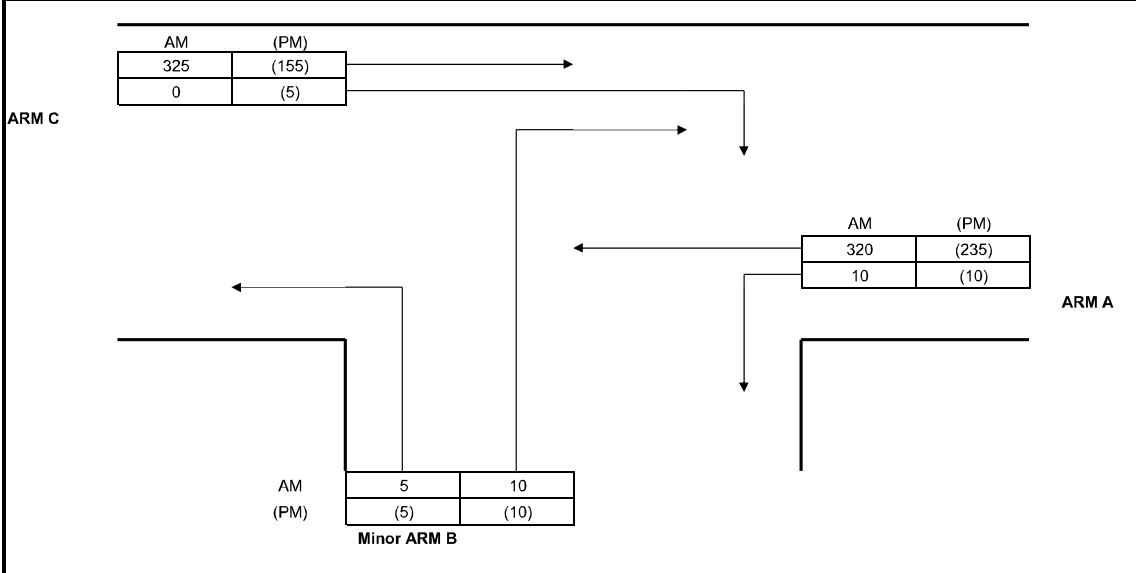 AM (PM)
325 (155)
0 (5)
ARM C
AM (PM)
320 (235)
10 (10)
ARM A
AM 5 10
(PM) (5) (10)
Minor ARM B